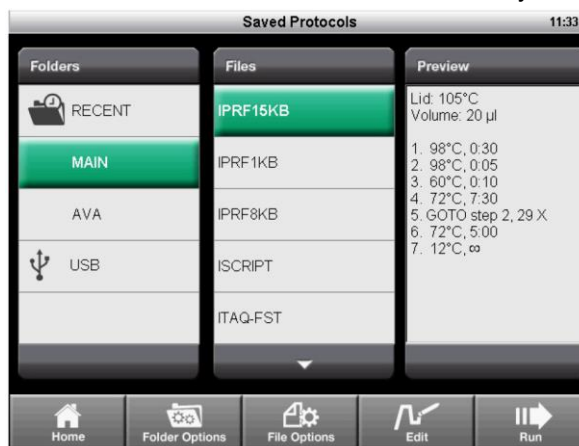 Saved Protocols
11:33
Folders
RECENT
MAIN
AVA
USB
Files
IPRF15KB
IPRF1KB
IPRF8KB
ISCRIPT
ITAQ-FST
Preview
Lid: 105°C
Volume: 20 µl
1. 98°C, 0:30
2. 98°C, 0:05
3. 60°C, 0:10
4. 72°C, 7:30
5. GOTO step 2, 29 X
6. 72°C, 5:00
7. 12°C, ∞
Home
Folder Options
File Options
Edit
Run